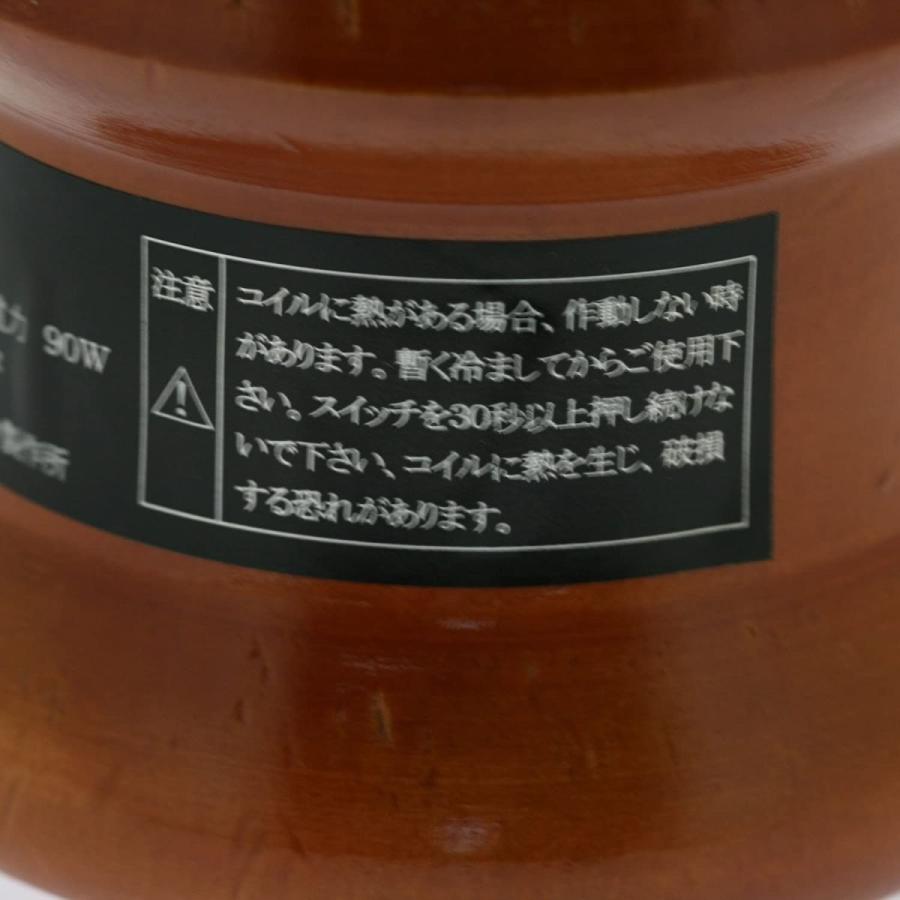 力 90W
製作所
注意
コイルに熱がある場合、作動しない時
があります。暫く冷ましてからご使用下
さい。スイッチを30秒以上押し続けな
いで下さい、コイルに熱を生じ、破損
する恐れがあります。